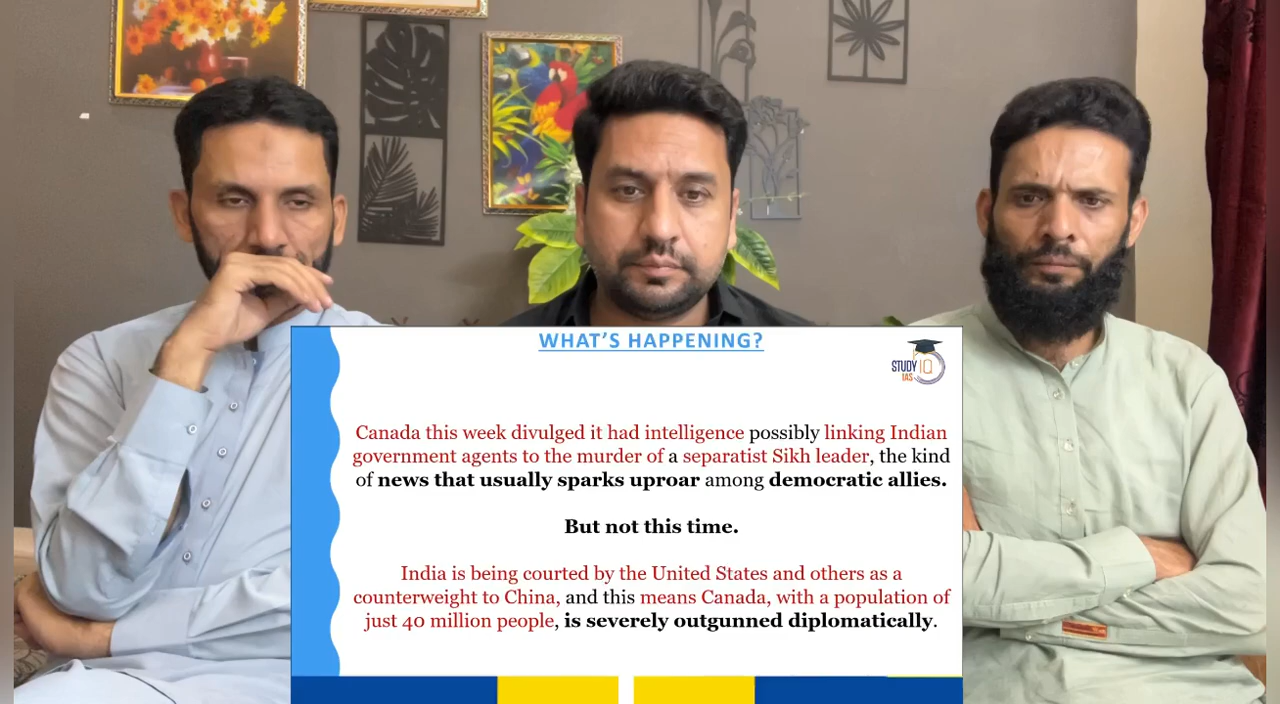 WHAT'S HAPPENING?
STUDY IQ
IAS
Canada this week divulged it had intelligence possibly linking Indian
government agents to the murder of a separatist Sikh leader, the kind
of news that usually sparks uproar among democratic allies.
But not this time.
India is being courted by the United States and others as a
counterweight to China, and this means Canada, with a population of
just 40 million people, is severely outgunned diplomatically.